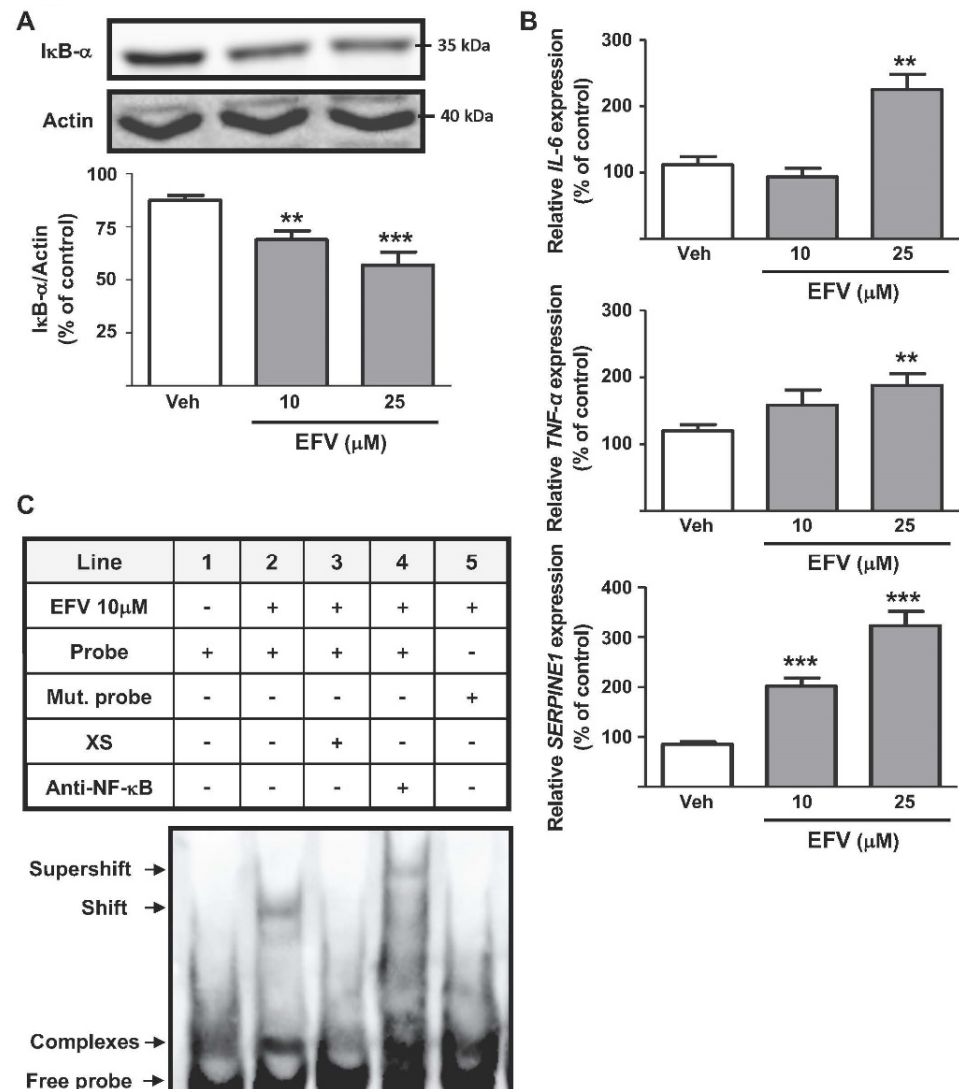 A
IκB-α
35 kDa
Actin
40 kDa
IκB-α/Actin
(% of control)
100
75
50
25
**
***
Veh
10
25
EFV (μM)
B
Relative IL-6 expression
(% of control)
300
200
100
**
Veh
10
25
EFV (μM)
Relative TNF-α expression
(% of control)
300
200
100
**
Veh
10
25
EFV (μM)
Relative SERPINE1 expression
(% of control)
400
300
200
100
***
***
Veh
10
25
EFV (μM)
C
Line 1 2 3 4 5
EFV 10μM - + + + +
Probe + + + + -
Mut. probe - - - - +
XS - - + - -
Anti-NF-κB - - - + -
Supershift
Shift
Complexes
Free probe